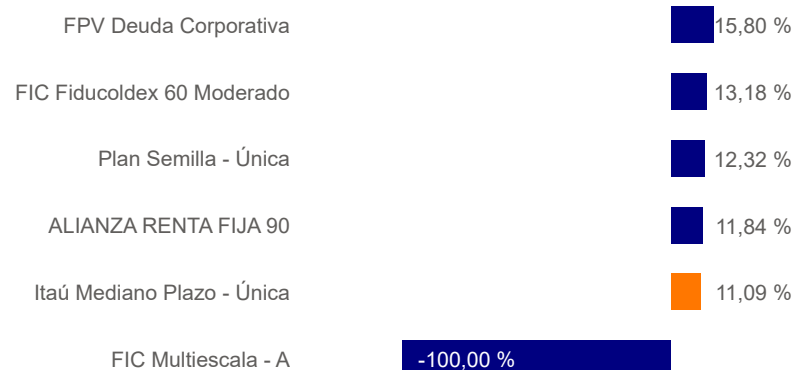 FPV Deuda Corporativa 15,80 %
FIC Fiducoldex 60 Moderado 13,18 %
Plan Semilla - Única 12,32 %
ALIANZA RENTA FIJA 90 11,84 %
Itaú Mediano Plazo - Única 11,09 %
FIC Multiescala - A -100,00 %